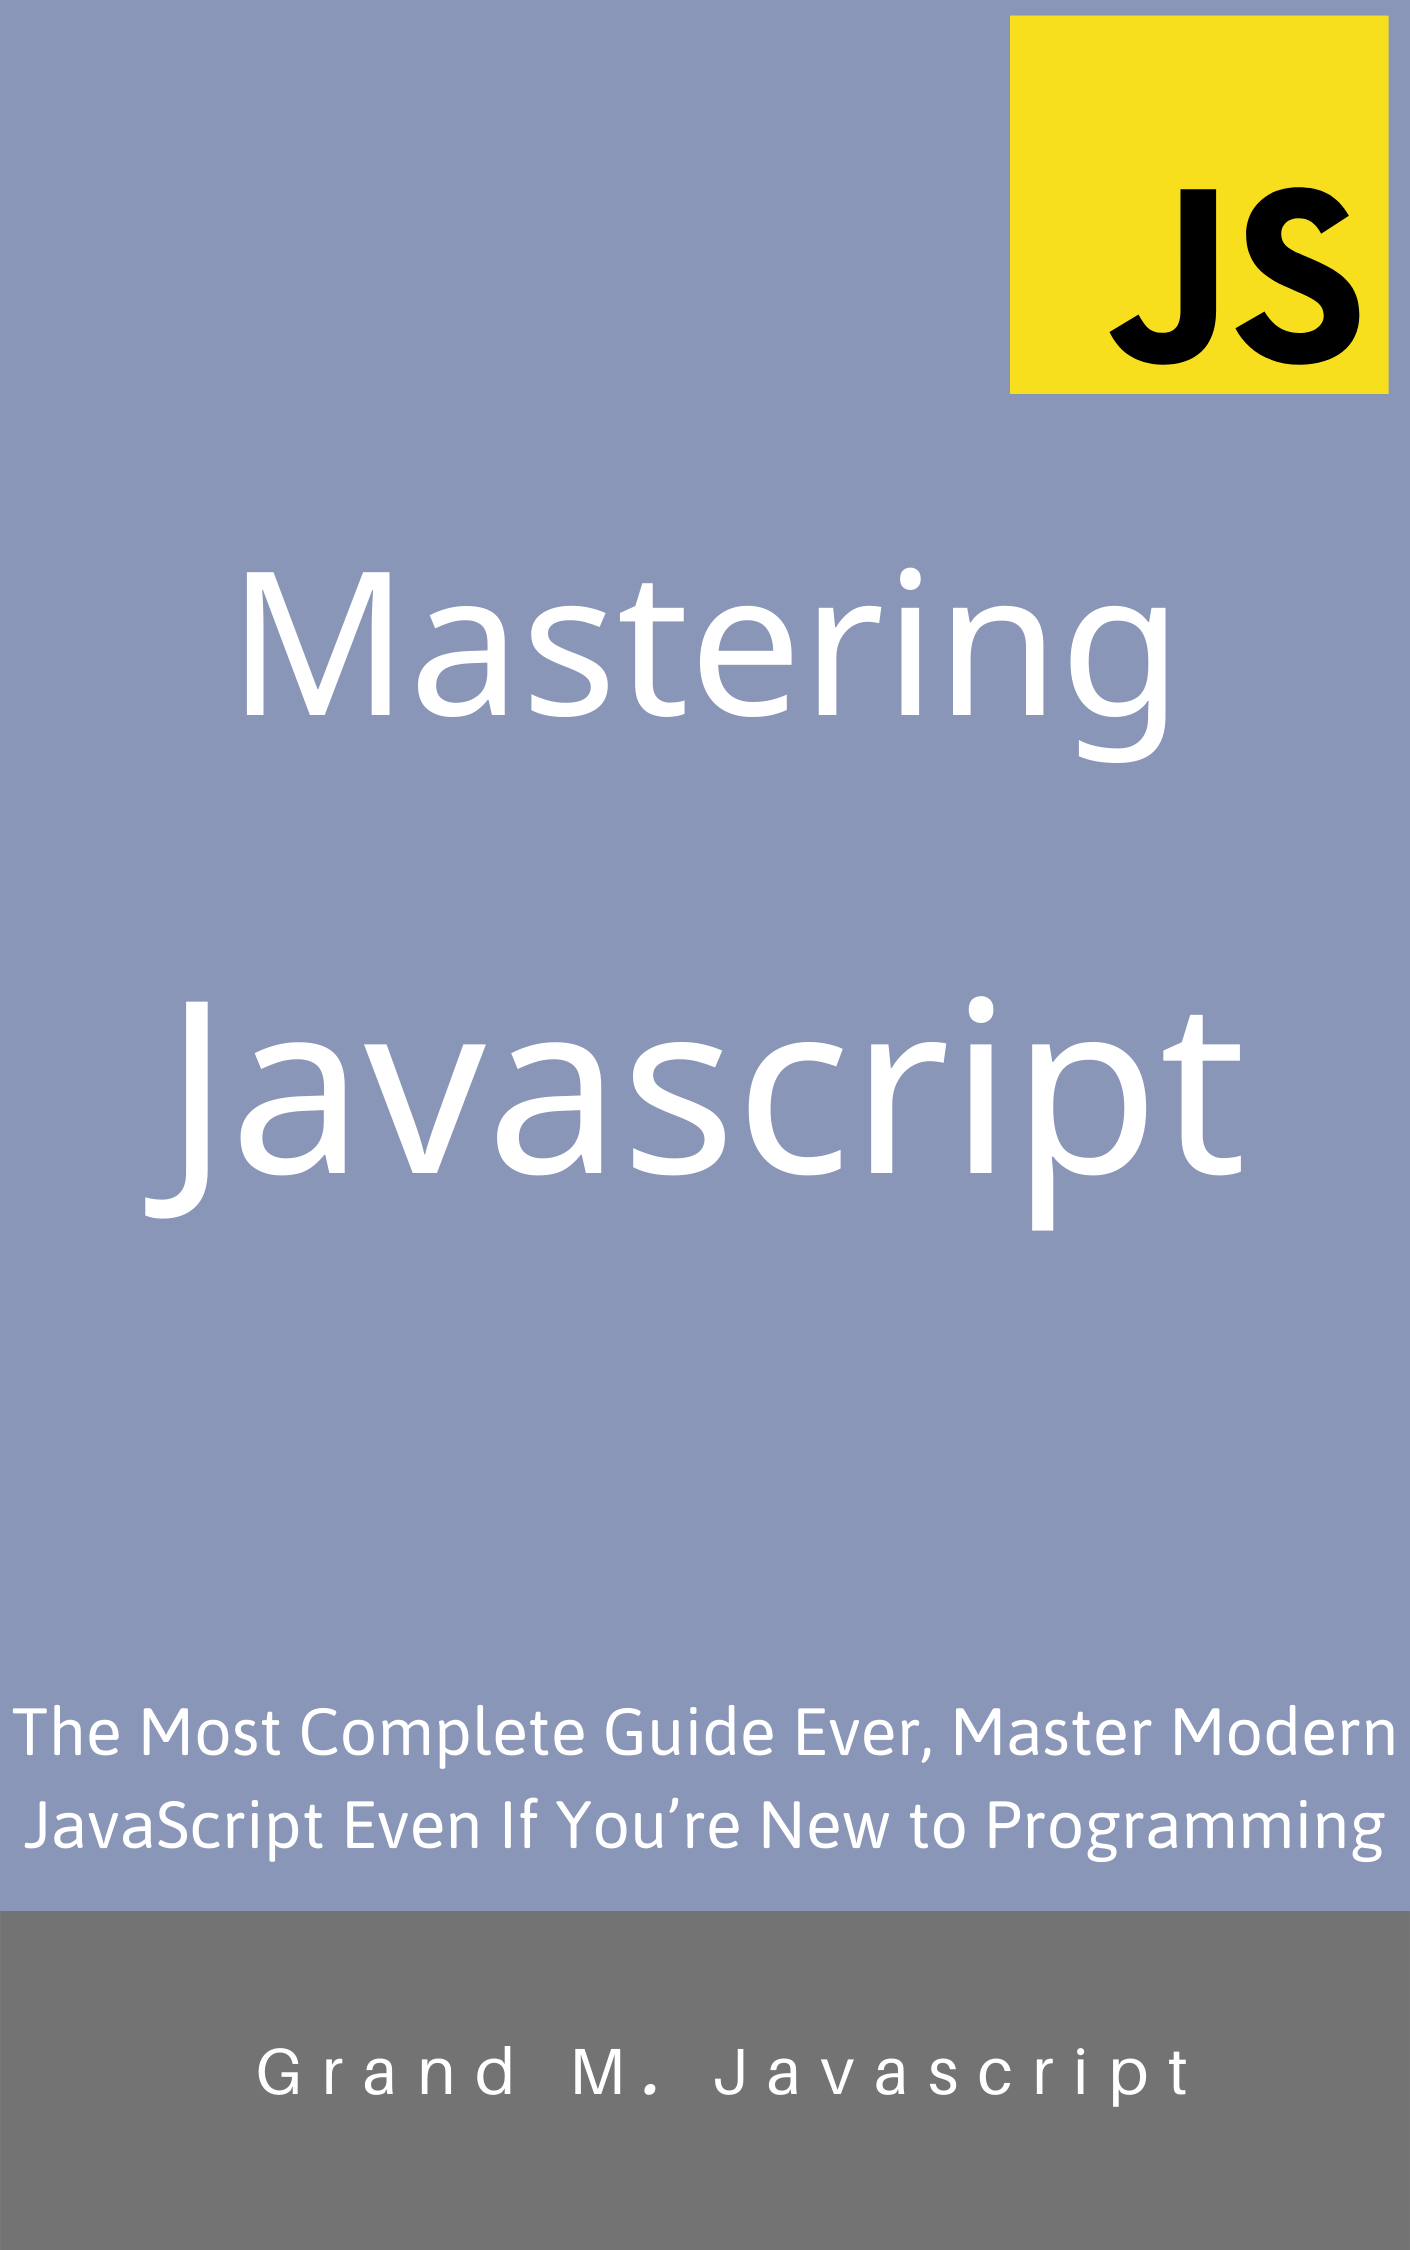 JS
Mastering
Javascript
The Most Complete Guide Ever, Master Modern
JavaScript Even If You’re New to Programming
Grand M. Javascript